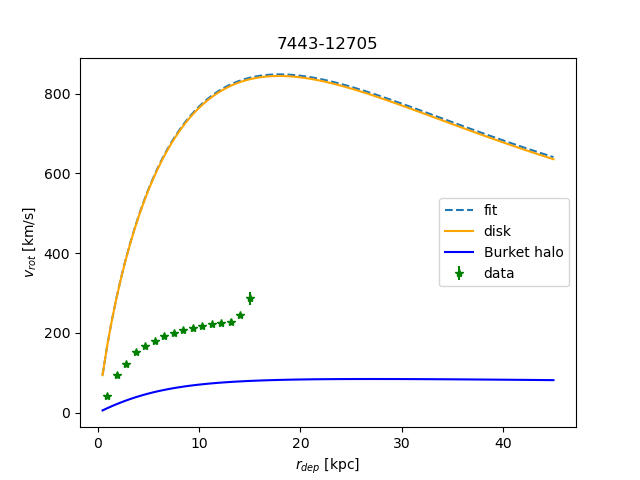 7443-12705
v_rot [km/s]
800
600
400
200
0
fit
disk
Burket halo
data
0 10 20 30 40
r_dep [kpc]